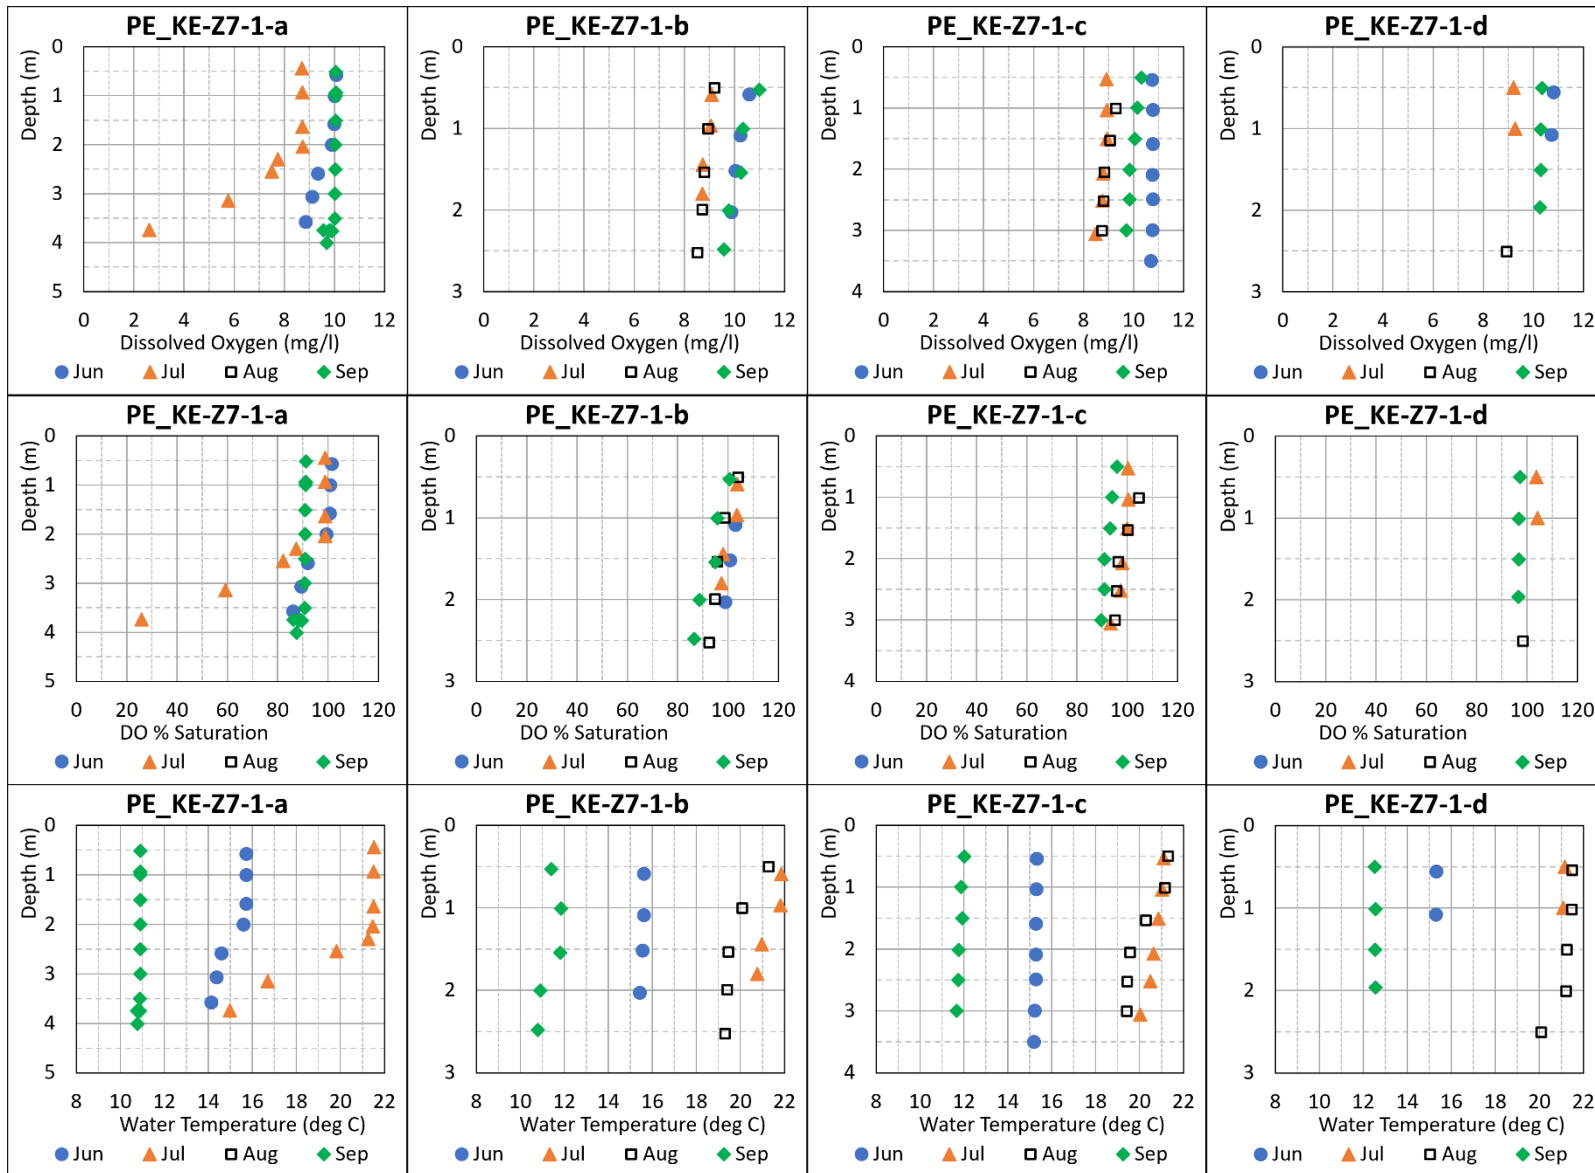 PE_KE-Z7-1-a
Depth (m)
0
1
2
3
4
5
0 2 4 6 8 10 12
Dissolved Oxygen (mg/l)
Jun Jul Aug Sep
PE_KE-Z7-1-b
Depth (m)
0
1
2
3
0 2 4 6 8 10 12
Dissolved Oxygen (mg/l)
Jun Jul Aug Sep
PE_KE-Z7-1-c
Depth (m)
0
1
2
3
4
0 2 4 6 8 10 12
Dissolved Oxygen (mg/l)
Jun Jul Aug Sep
PE_KE-Z7-1-d
Depth (m)
0
1
2
3
0 2 4 6 8 10 12
Dissolved Oxygen (mg/l)
Jun Jul Aug Sep
PE_KE-Z7-1-a
Depth (m)
0
1
2
3
4
5
0 20 40 60 80 100 120
DO % Saturation
Jun Jul Aug Sep
PE_KE-Z7-1-b
Depth (m)
0
1
2
3
0 20 40 60 80 100 120
DO % Saturation
Jun Jul Aug Sep
PE_KE-Z7-1-c
Depth (m)
0
1
2
3
4
0 20 40 60 80 100 120
DO % Saturation
Jun Jul Aug Sep
PE_KE-Z7-1-d
Depth (m)
0
1
2
3
0 20 40 60 80 100 120
DO % Saturation
Jun Jul Aug Sep
PE_KE-Z7-1-a
Depth (m)
0
1
2
3
4
5
8 10 12 14 16 18 20 22
Water Temperature (deg C)
Jun Jul Aug Sep
PE_KE-Z7-1-b
Depth (m)
0
1
2
3
8 10 12 14 16 18 20 22
Water Temperature (deg C)
Jun Jul Aug Sep
PE_KE-Z7-1-c
Depth (m)
0
1
2
3
4
8 10 12 14 16 18 20 22
Water Temperature (deg C)
Jun Jul Aug Sep
PE_KE-Z7-1-d
Depth (m)
0
1
2
3
8 10 12 14 16 18 20 22
Water Temperature (deg C)
Jun Jul Aug Sep